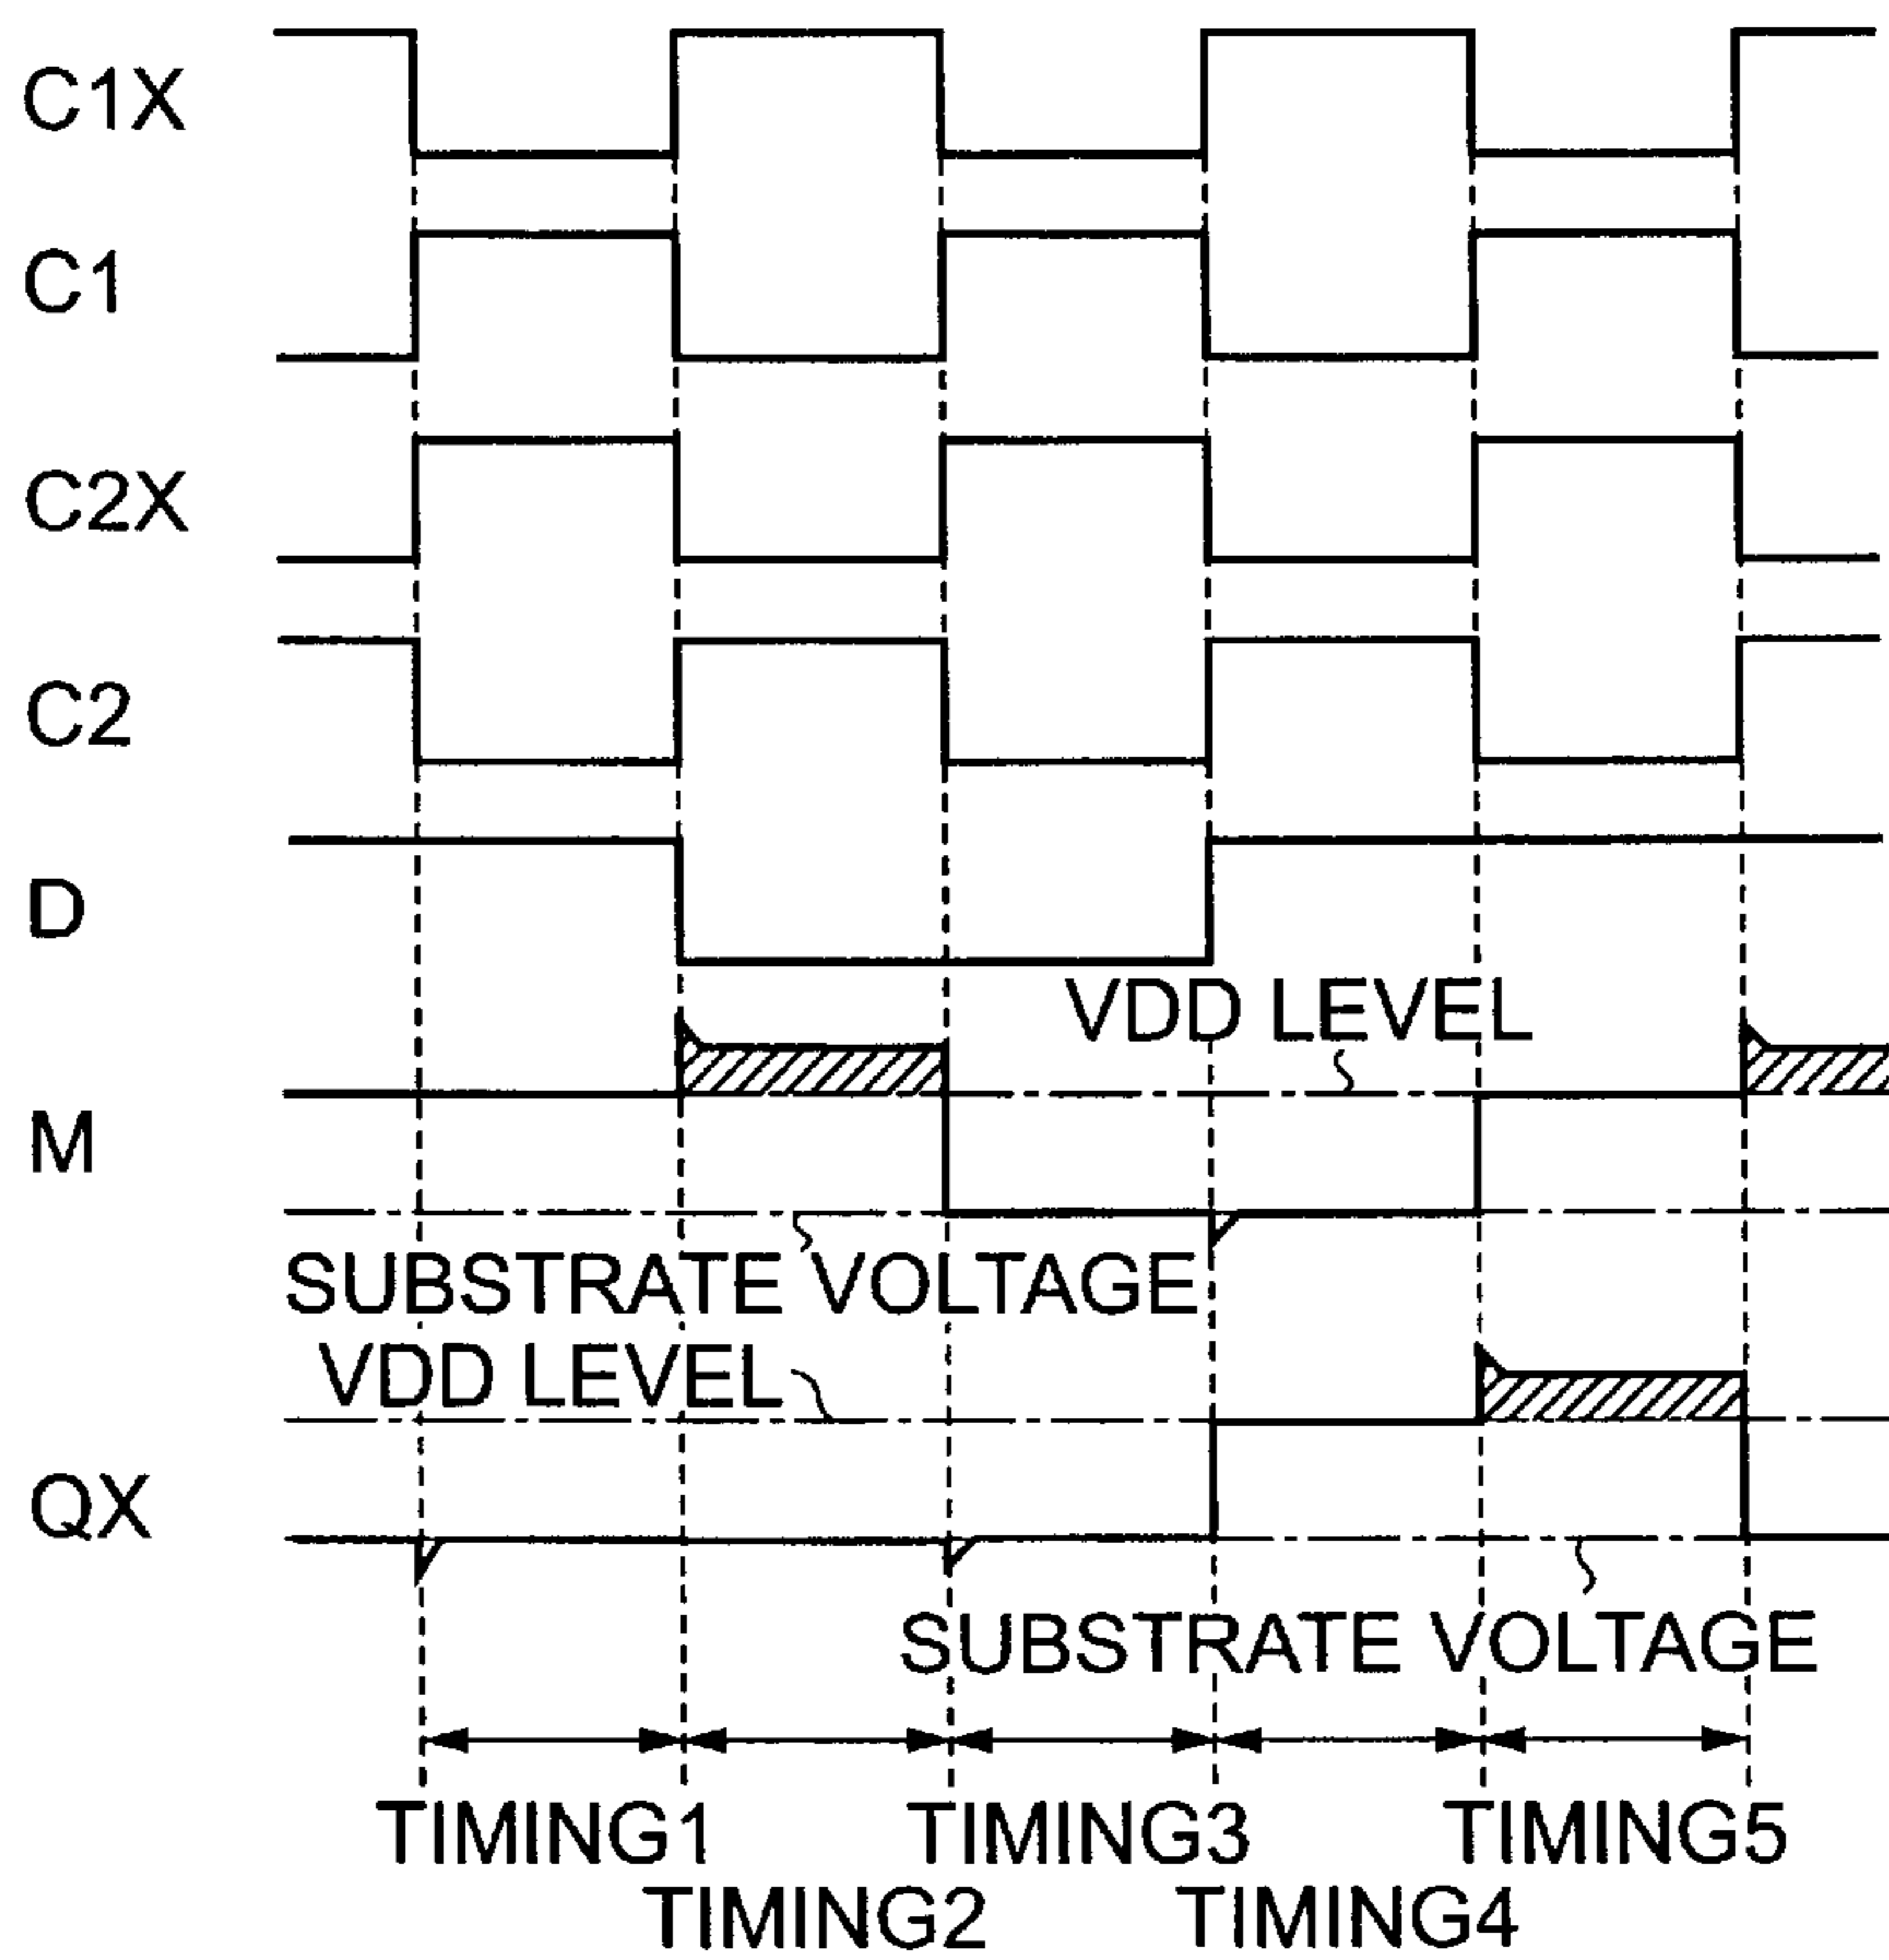 C1X
C1
C2X
C2
D
VDD LEVEL
M
SUBSTRATE VOLTAGE
VDD LEVEL
QX
SUBSTRATE VOLTAGE
TIMING1
TIMING3
TIMING5
TIMING2
TIMING4